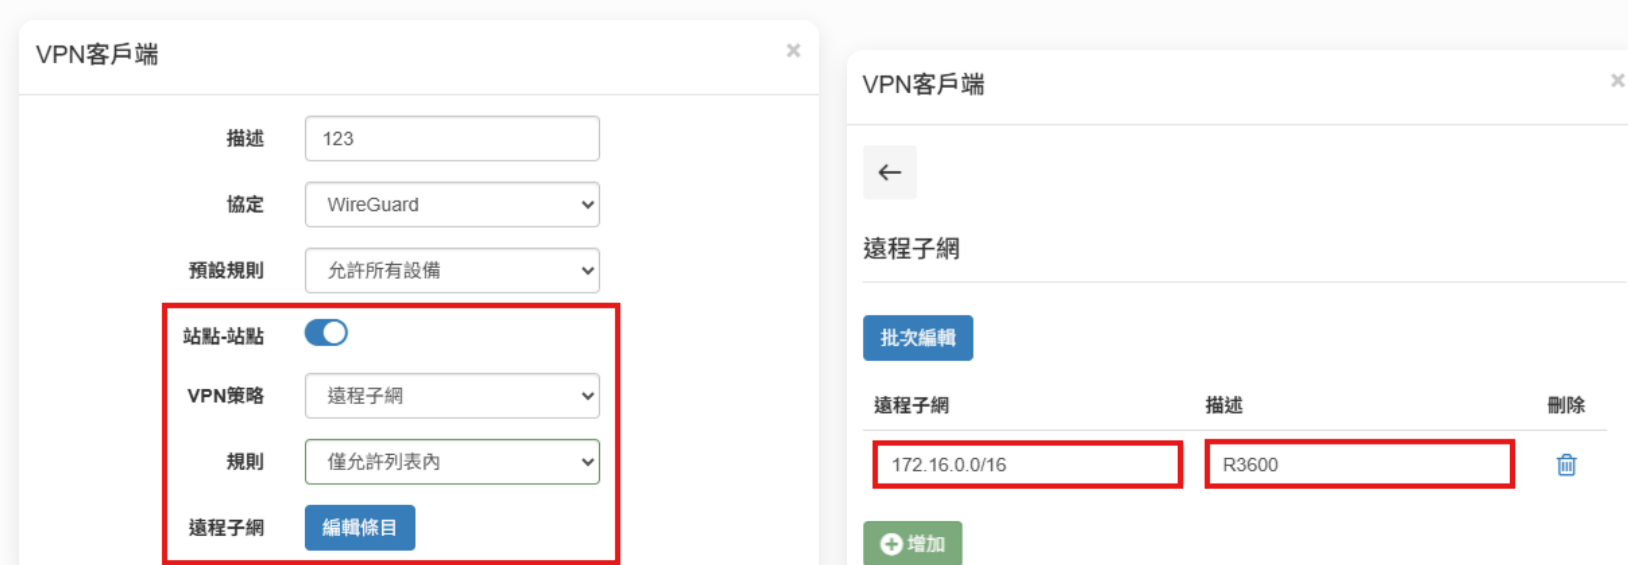 VPN客戶端
×
描述
123
協定
WireGuard
預設規則
允許所有設備
站點-站點
VPN策略
遠程子網
規則
僅允許列表內
遠程子網
編輯條目
VPN客戶端
×
遠程子網
批次編輯
遠程子網 描述 刪除
172.16.0.0/16 R3600
增加